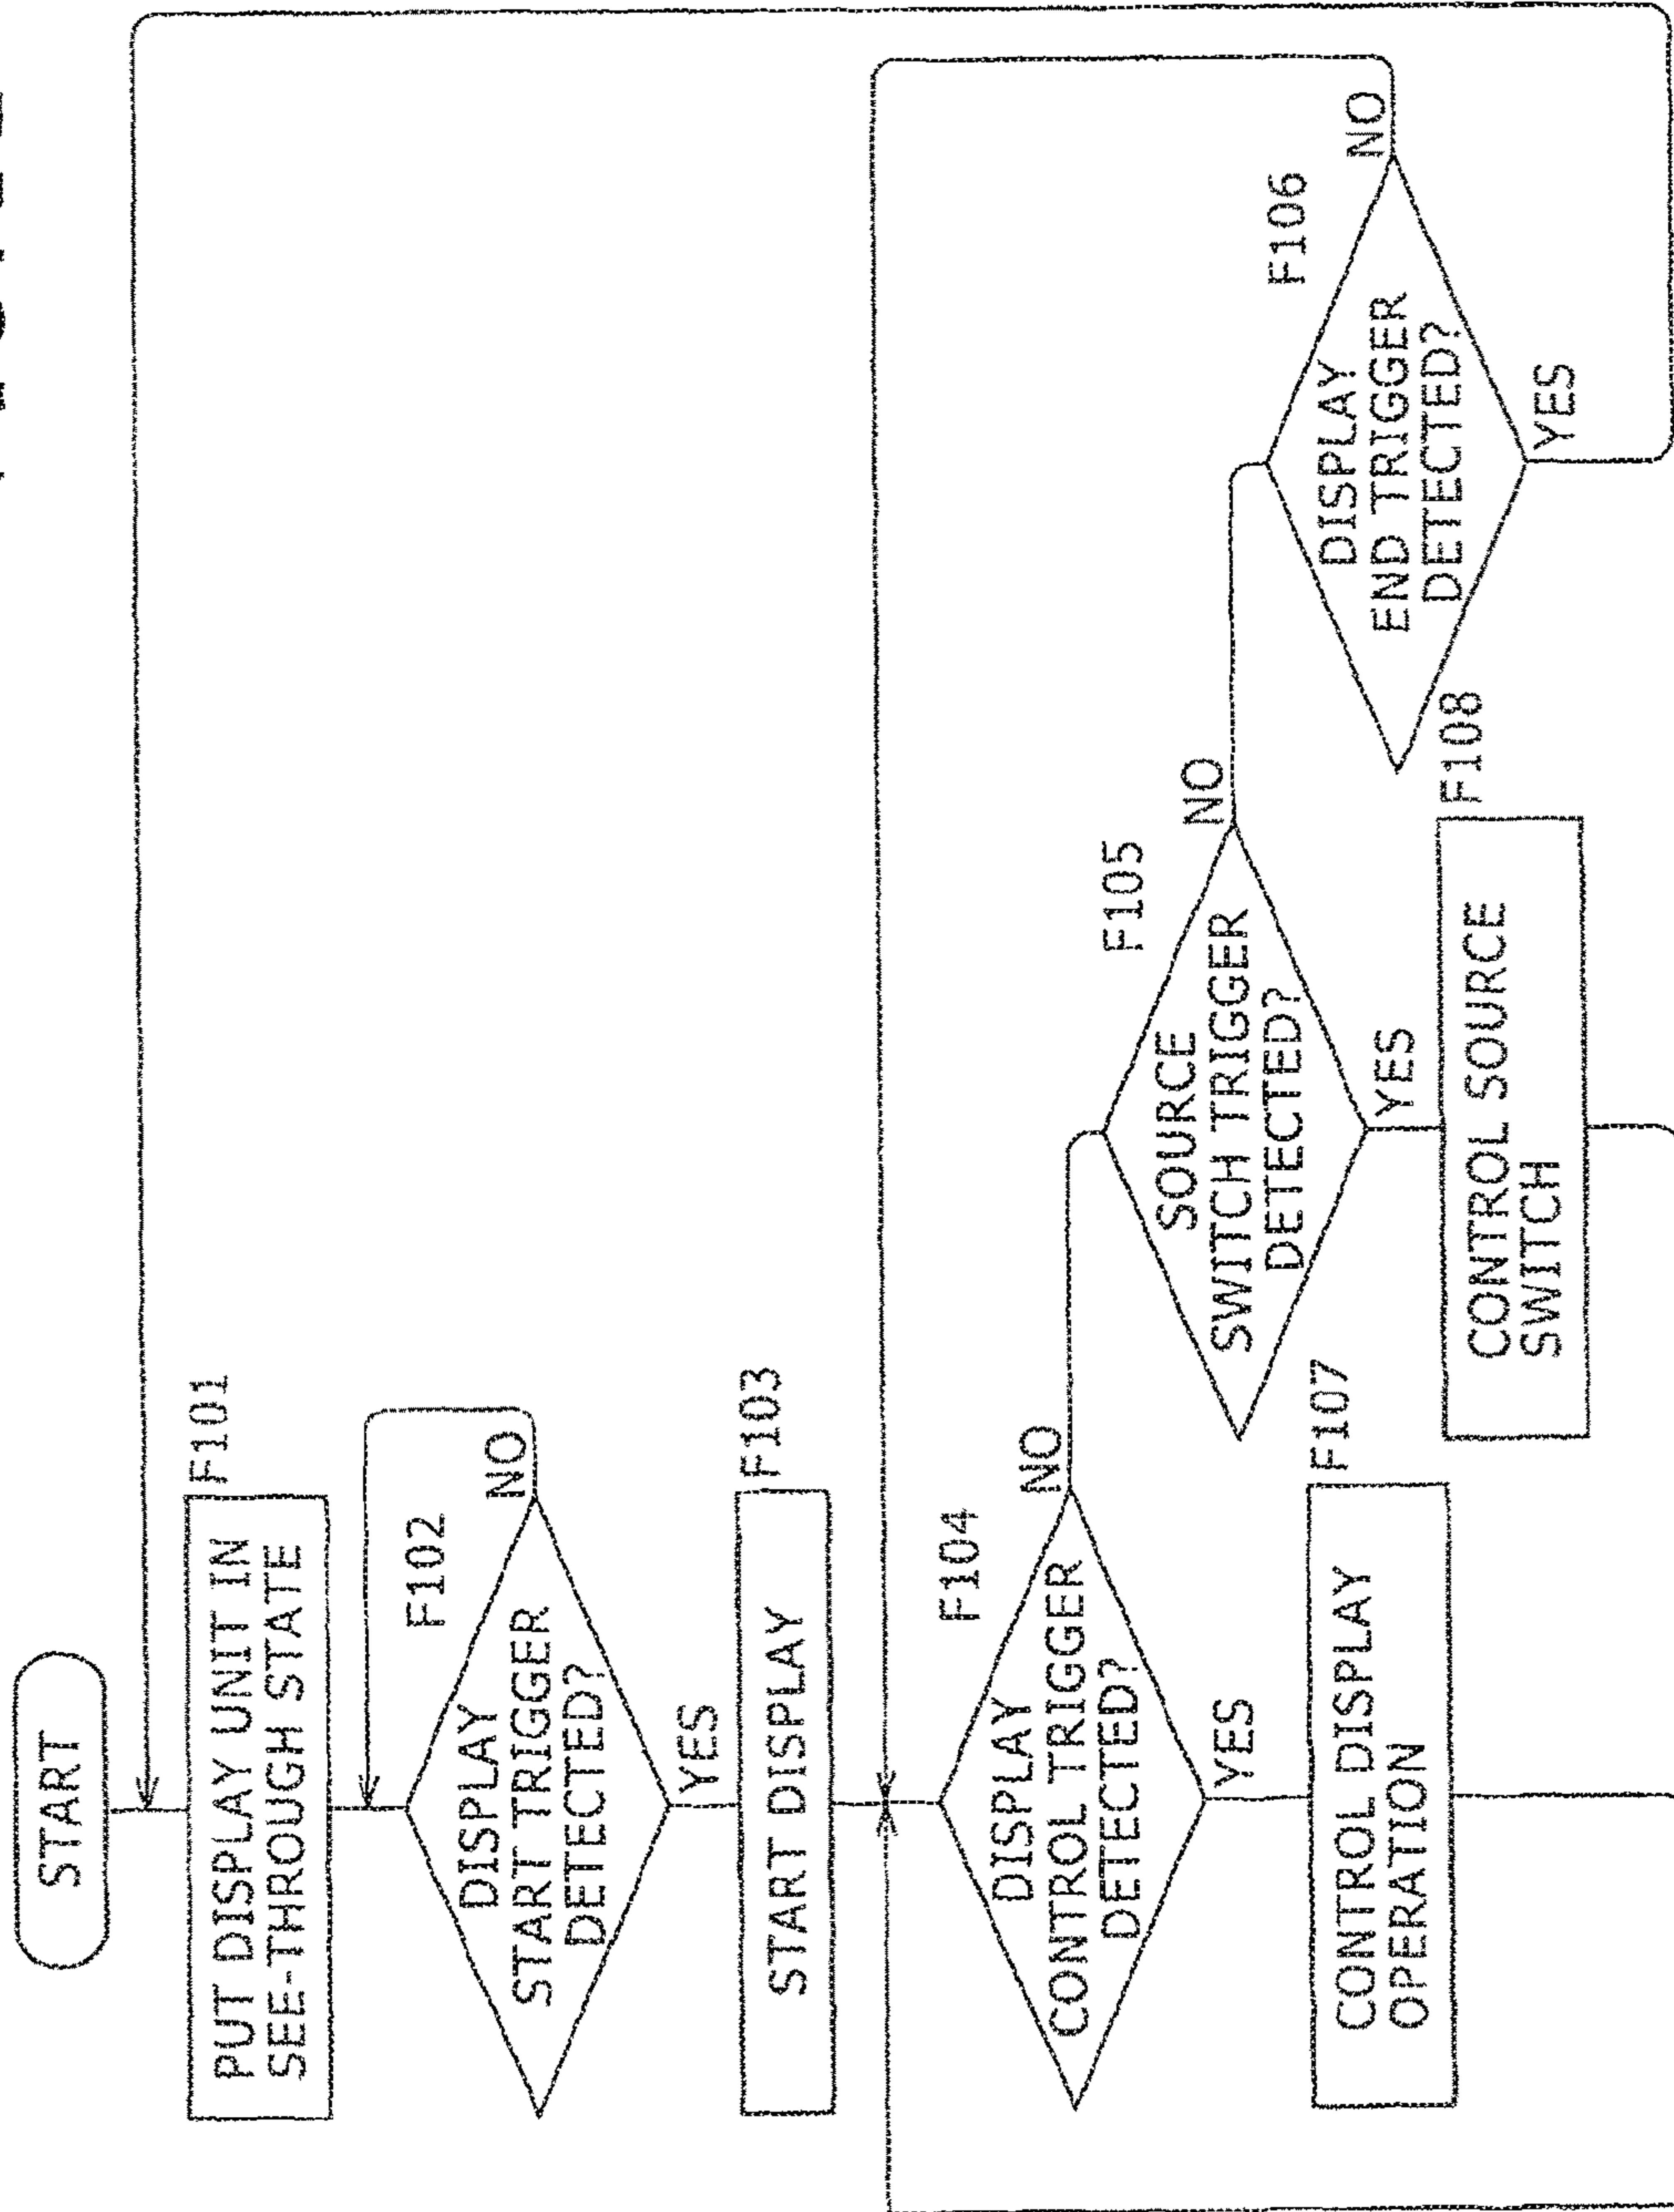 START
PUT DISPLAY UNIT IN
SEE-THROUGH STATE
F101
DISPLAY
START TRIGGER
DETECTED?
F102
NO
YES
START DISPLAY
F103
DISPLAY
CONTROL TRIGGER
DETECTED?
F104
NO
YES
CONTROL DISPLAY
OPERATION
F107
SOURCE
SWITCH TRIGGER
DETECTED?
F105
NO
YES
CONTROL SOURCE
SWITCH
F108
DISPLAY
END TRIGGER
DETECTED?
F106
NO
YES